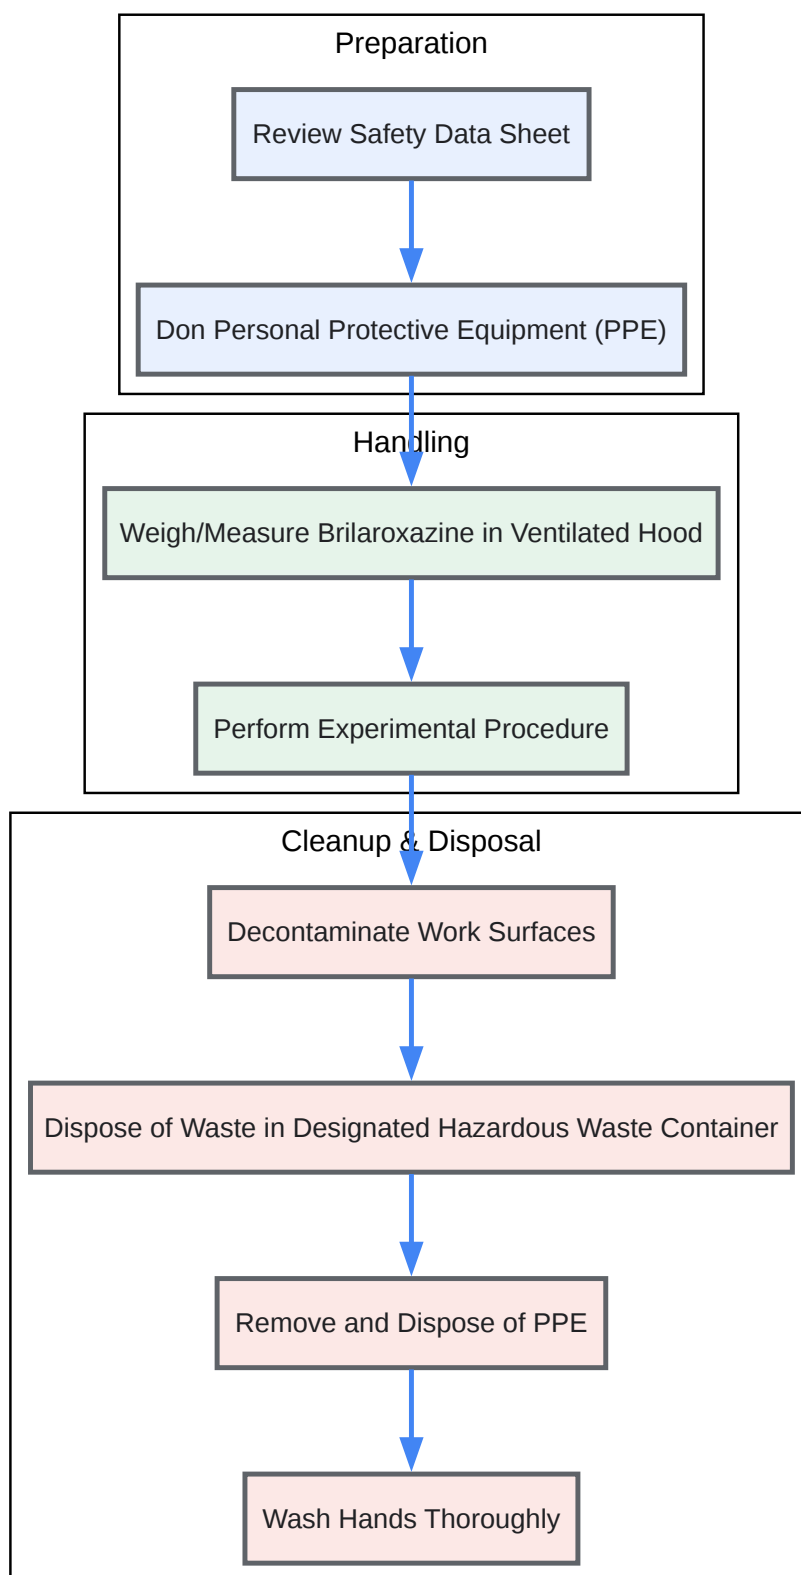 Preparation
Review Safety Data Sheet
Don Personal Protective Equipment (PPE)
Handling
Weigh/Measure Brilaroxazine in Ventilated Hood
Perform Experimental Procedure
Cleanup & Disposal
Decontaminate Work Surfaces
Dispose of Waste in Designated Hazardous Waste Container
Remove and Dispose of PPE
Wash Hands Thoroughly